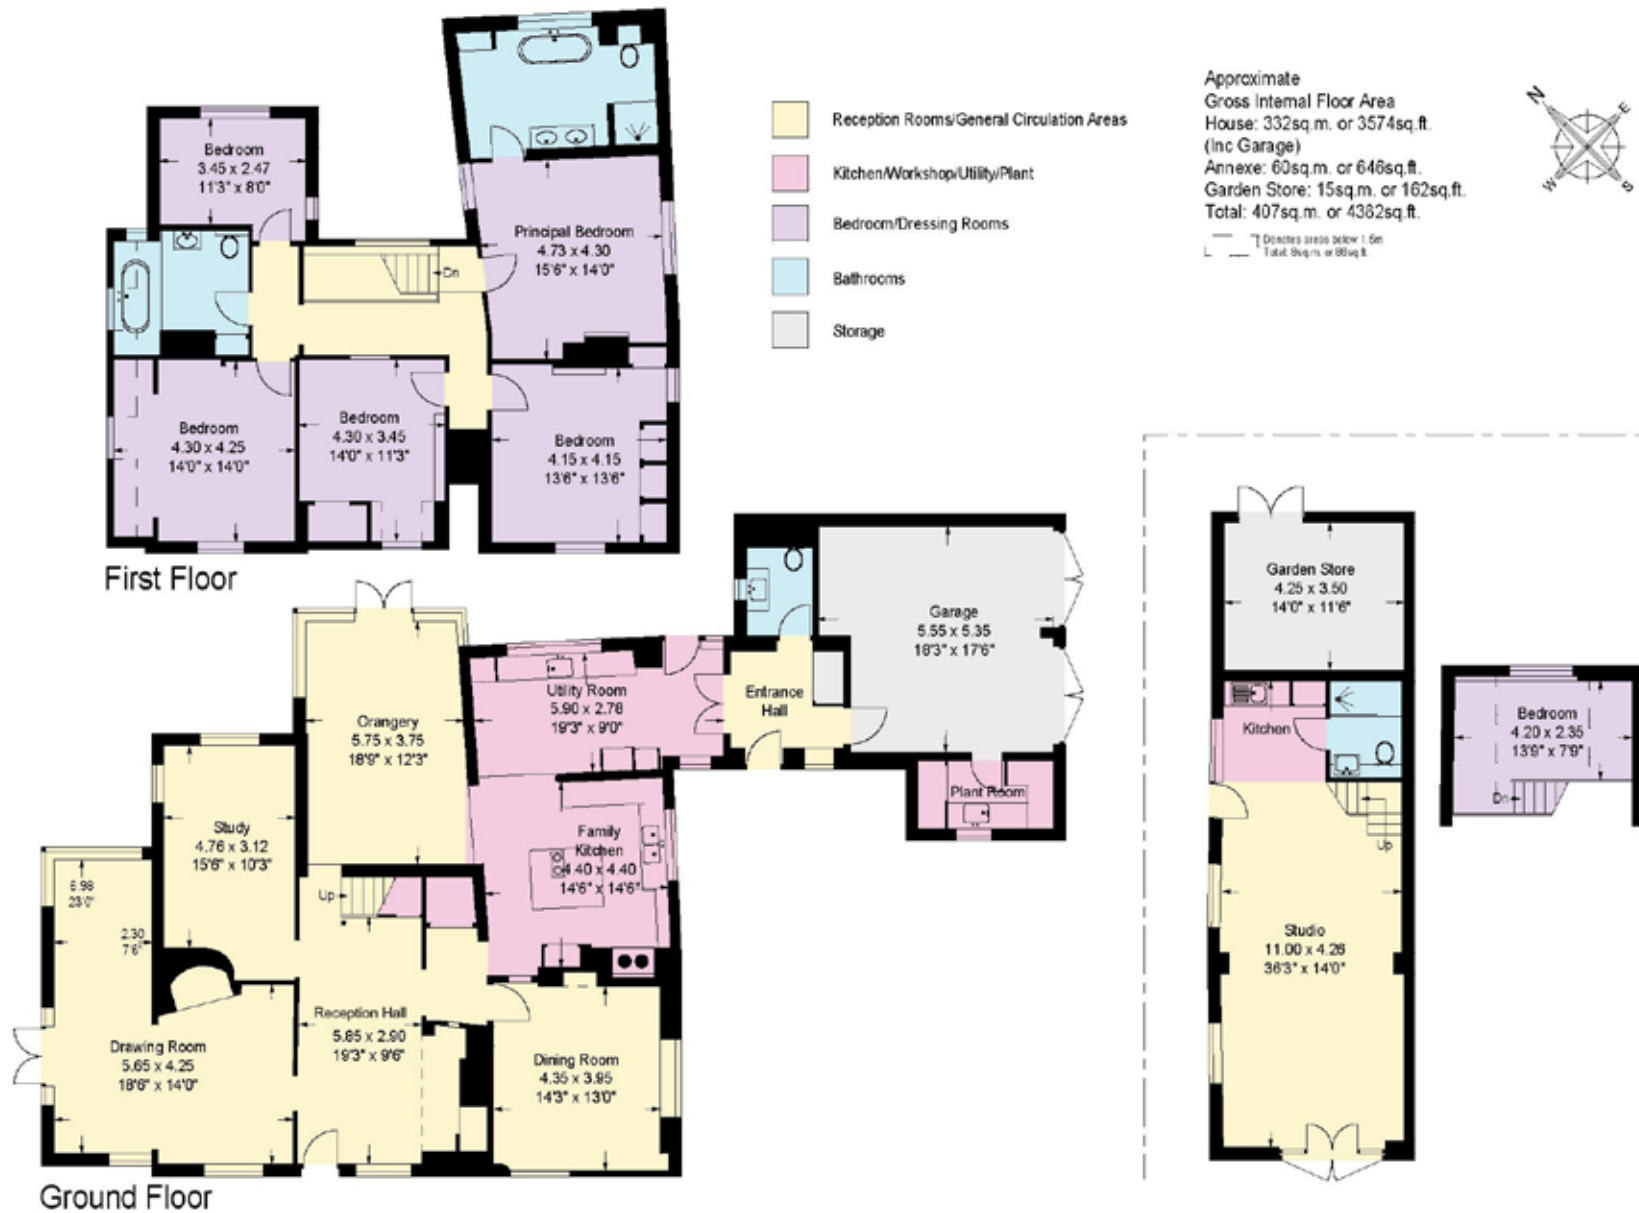 Bedroom
3.45 x 2.47
11'3" x 8'0"
Principal Bedroom
4.73 x 4.30
15'6" x 14'0"
Dn
Bedroom
4.30 x 4.25
14'0" x 14'0"
Bedroom
4.30 x 3.45
14'0" x 11'3"
Bedroom
4.15 x 4.15
13'6" x 13'6"
First Floor
Reception Rooms/General Circulation Areas
Kitchen/Workshop/Utility/Plant
Bedroom/Dressing Rooms
Bathrooms
Storage
Approximate
Gross Internal Floor Area
House: 332sq.m. or 3574sq.ft.
(Inc Garage)
Annexe: 60sq.m. or 646sq.ft.
Garden Store: 15sq.m. or 162sq.ft.
Total: 407sq.m. or 4382sq.ft.
Denotes areas below 1.5m
Total: 8sq.m. or 88sq.ft.
N
E
W
S
Orangery
5.75 x 3.75
18'9" x 12'3"
Utility Room
5.90 x 2.78
19'3" x 9'0"
Entrance
Hall
Garage
5.55 x 5.35
18'3" x 17'6"
Plant Room
Study
4.76 x 3.12
15'6" x 10'3"
Family
Kitchen
4.40 x 4.40
14'6" x 14'6"
Up
6.98
23'0"
2.30
7'6"
Drawing Room
5.65 x 4.25
18'6" x 14'0"
Reception Hall
5.85 x 2.90
19'3" x 9'6"
Dining Room
4.35 x 3.95
14'3" x 13'0"
Ground Floor
Garden Store
4.25 x 3.50
14'0" x 11'6"
Kitchen
Up
Studio
11.00 x 4.26
36'3" x 14'0"
Bedroom
4.20 x 2.35
13'9" x 7'9"
Dn